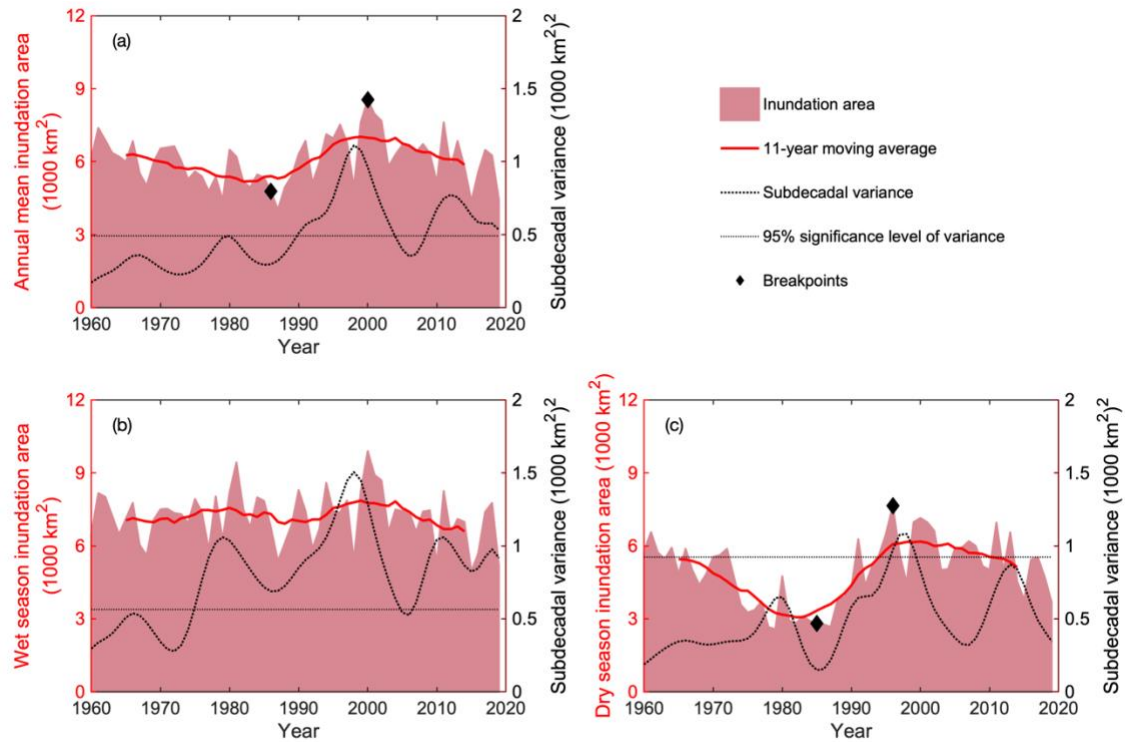 Annual mean inundation area
(1000 km²)
12
9
6
3
0
(a)
2
1.5
1
0.5
0
Subdecadal variance (1000 km²)²
1960 1970 1980 1990 2000 2010 2020
Year
Inundation area
11-year moving average
Subdecadal variance
95% significance level of variance
Breakpoints
Wet season inundation area
(1000 km²)
12
9
6
3
0
(b)
2
1.5
1
0.5
0
Subdecadal variance (1000 km²)²
1960 1970 1980 1990 2000 2010 2020
Year
Dry season inundation area (1000 km²)
12
9
6
3
0
(c)
2
1.5
1
0.5
0
Subdecadal variance (1000 km²)²
1960 1970 1980 1990 2000 2010 2020
Year